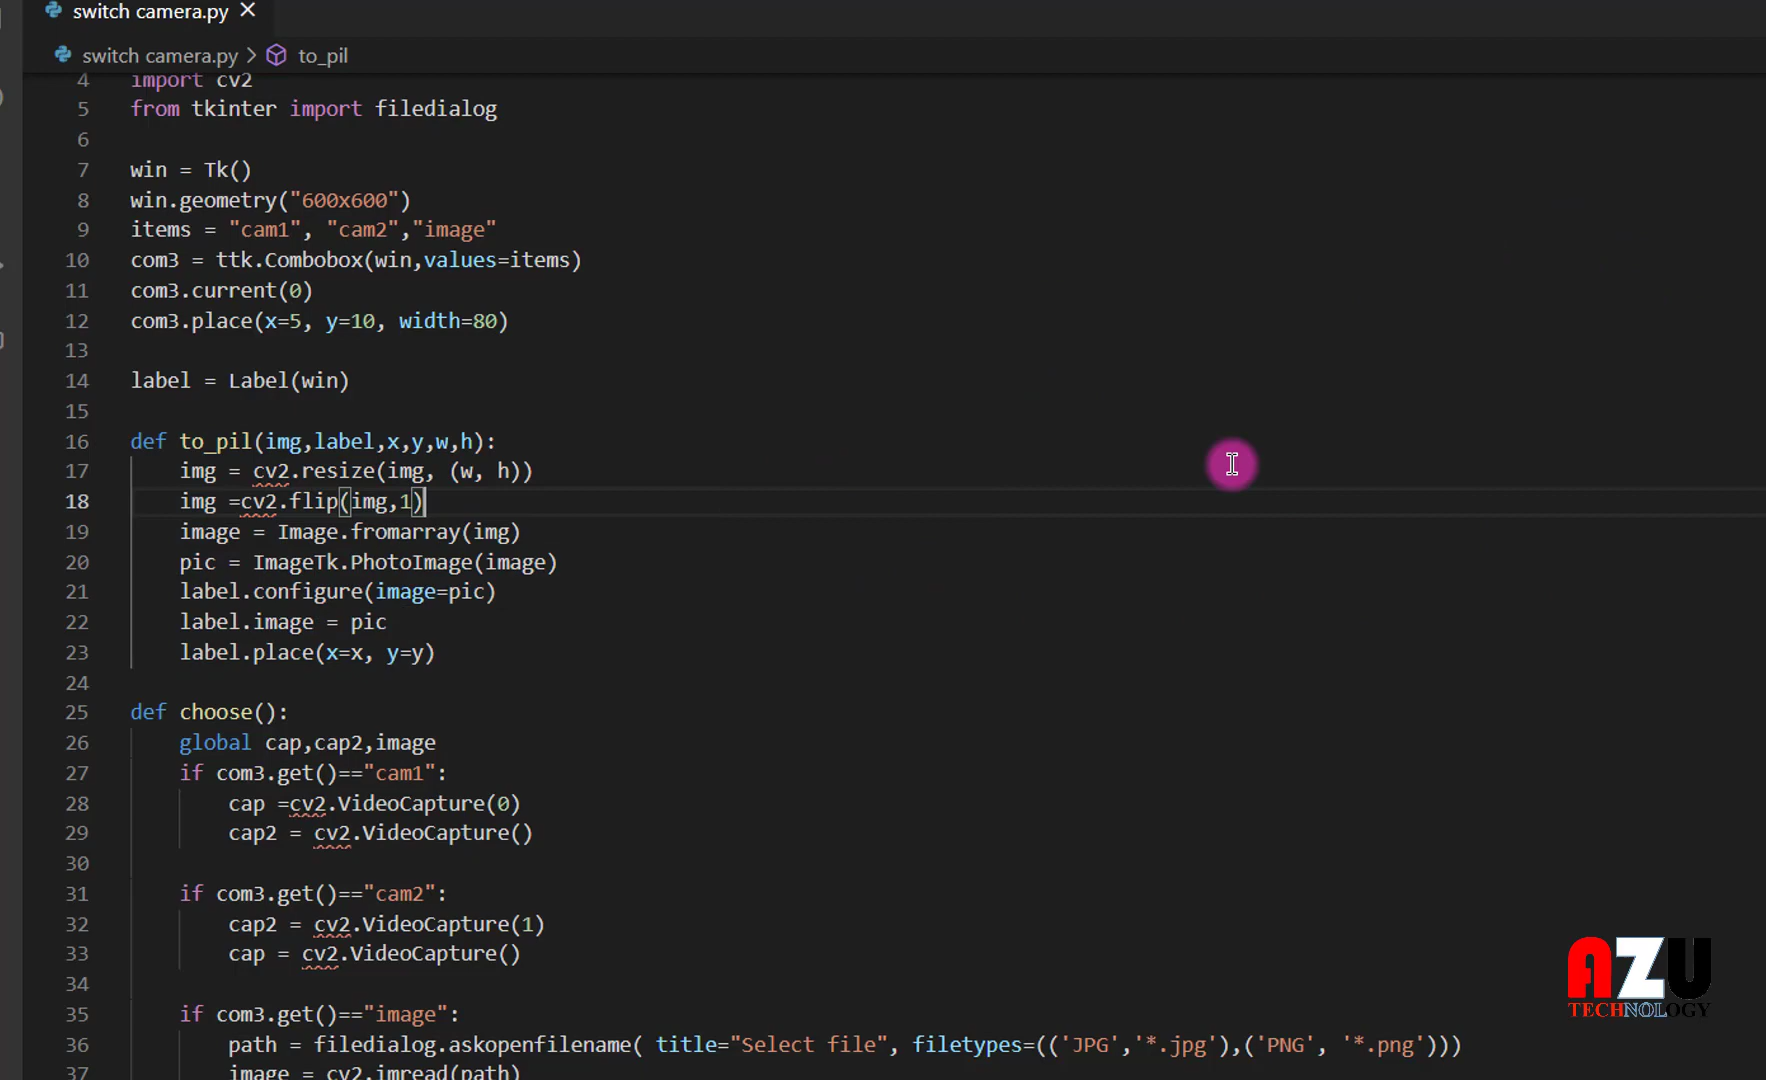 switch camera.py
switch camera.py > to_pil
4 import cv2
5 from tkinter import filedialog
6
7 win = Tk()
8 win.geometry("600x600")
9 items = "cam1", "cam2","image"
10 com3 = ttk.Combobox(win,values=items)
11 com3.current(0)
12 com3.place(x=5, y=10, width=80)
13
14 label = Label(win)
15
16 def to_pil(img,label,x,y,w,h):
17     img = cv2.resize(img, (w, h))
18     img =cv2.flip(img,1)
19     image = Image.fromarray(img)
20     pic = ImageTk.PhotoImage(image)
21     label.configure(image=pic)
22     label.image = pic
23     label.place(x=x, y=y)
24
25 def choose():
26     global cap,cap2,image
27     if com3.get()=="cam1":
28         cap =cv2.VideoCapture(0)
29         cap2 = cv2.VideoCapture()
30
31     if com3.get()=="cam2":
32         cap2 = cv2.VideoCapture(1)
33         cap = cv2.VideoCapture()
34
35     if com3.get()=="image":
36         path = filedialog.askopenfilename( title="Select file", filetypes=(('JPG','*.jpg'),('PNG', '*.png')))
37         image = cv2.imread(path)
AZU
TECHNOLOGY